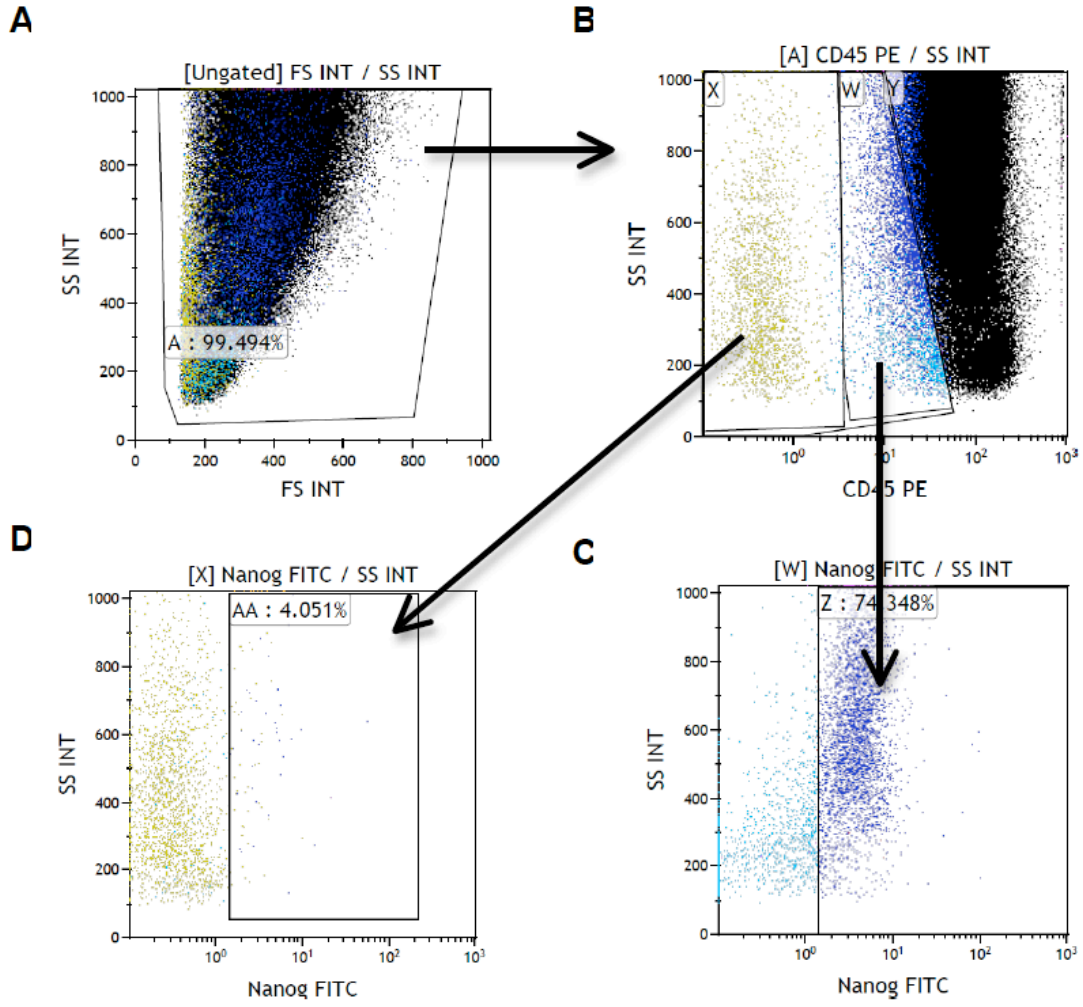 A
[Ungated] FS INT / SS INT
1000
800
600
400
200
0
SS INT
A : 99.494%
0 200 400 600 800 1000
FS INT
B
[A] CD45 PE / SS INT
1000
800
600
400
200
0
SS INT
X
W
Y
10⁰ 10¹ 10² 10³
CD45 PE
D
[X] Nanog FITC / SS INT
1000
800
600
400
200
0
SS INT
AA : 4.051%
10⁰ 10¹ 10² 10³
Nanog FITC
C
[W] Nanog FITC / SS INT
1000
800
600
400
200
0
SS INT
Z : 74.348%
10⁰ 10¹ 10² 10³
Nanog FITC